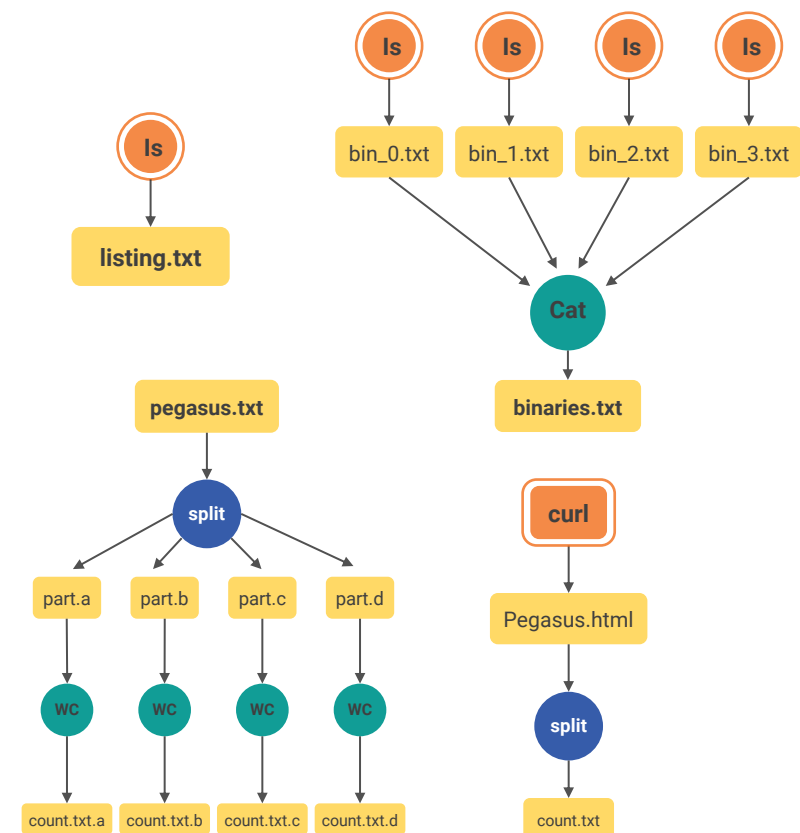 ls
ls
ls
ls
bin_0.txt
bin_1.txt
bin_2.txt
bin_3.txt
Cat
binaries.txt
ls
listing.txt
pegasus.txt
split
part.a
part.b
part.c
part.d
WC
WC
WC
WC
count.txt.a
count.txt.b
count.txt.c
count.txt.d
curl
Pegasus.html
split
count.txt